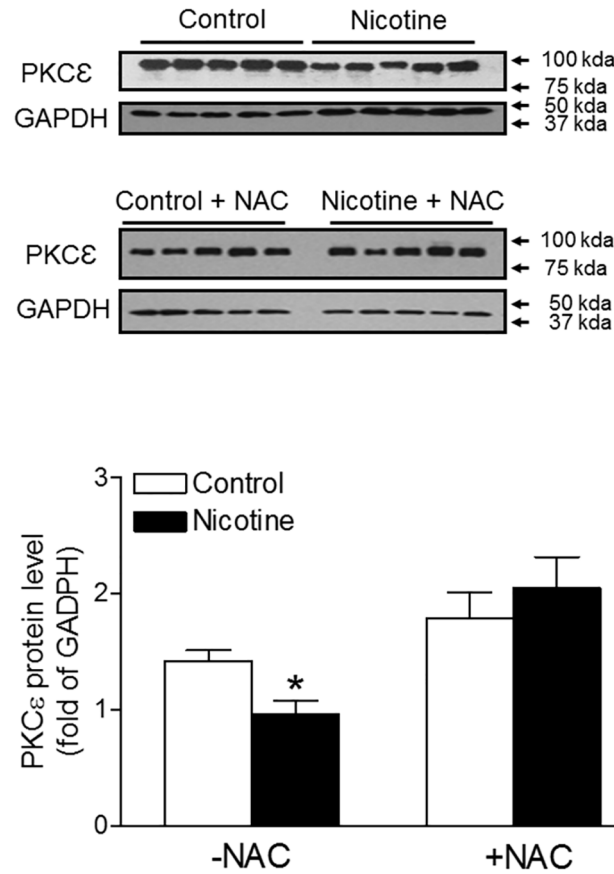 Control Nicotine
PKCε
← 100 kda
← 75 kda
GAPDH
← 50 kda
← 37 kda
Control + NAC Nicotine + NAC
PKCε
← 100 kda
← 75 kda
GAPDH
← 50 kda
← 37 kda
3
2
1
0
PKCε protein level
(fold of GADPH)
Control
Nicotine
*
-NAC +NAC